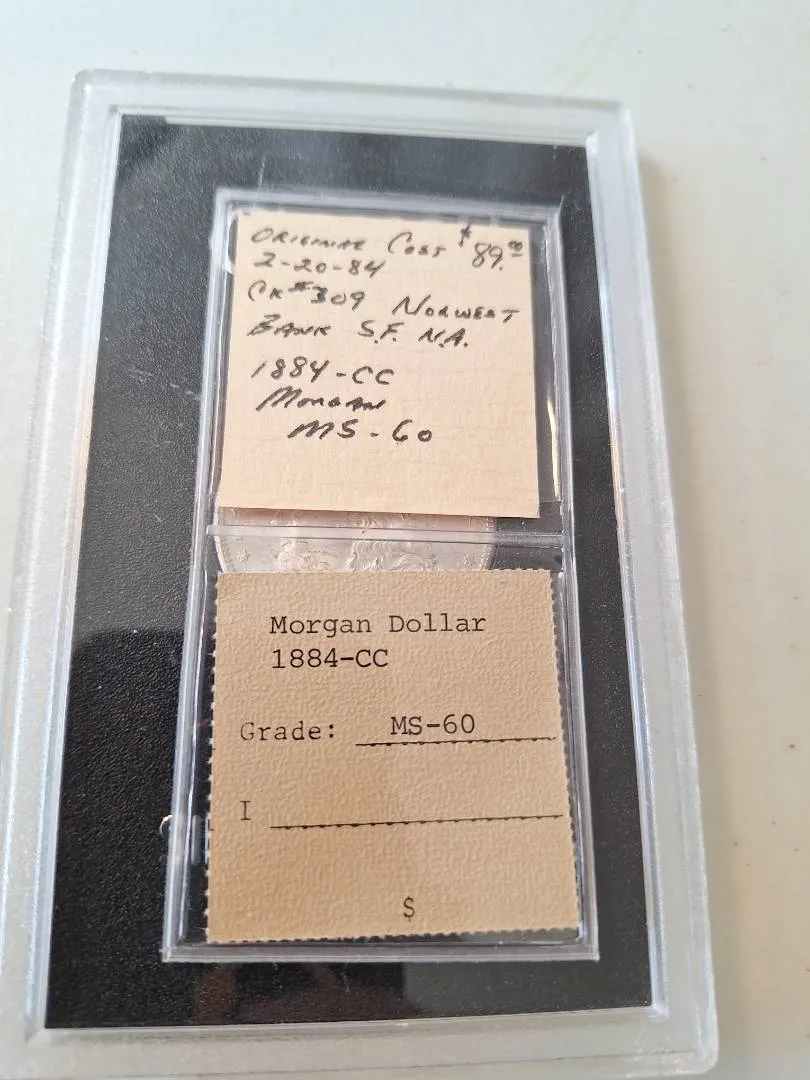 ORIGINAL COST $89.00
2-20-84
CK#309 NORWEST
BANK S.F. N.A.
1884-CC
MORGAN
MS-60
Morgan Dollar
1884-CC
Grade: MS-60
I
$